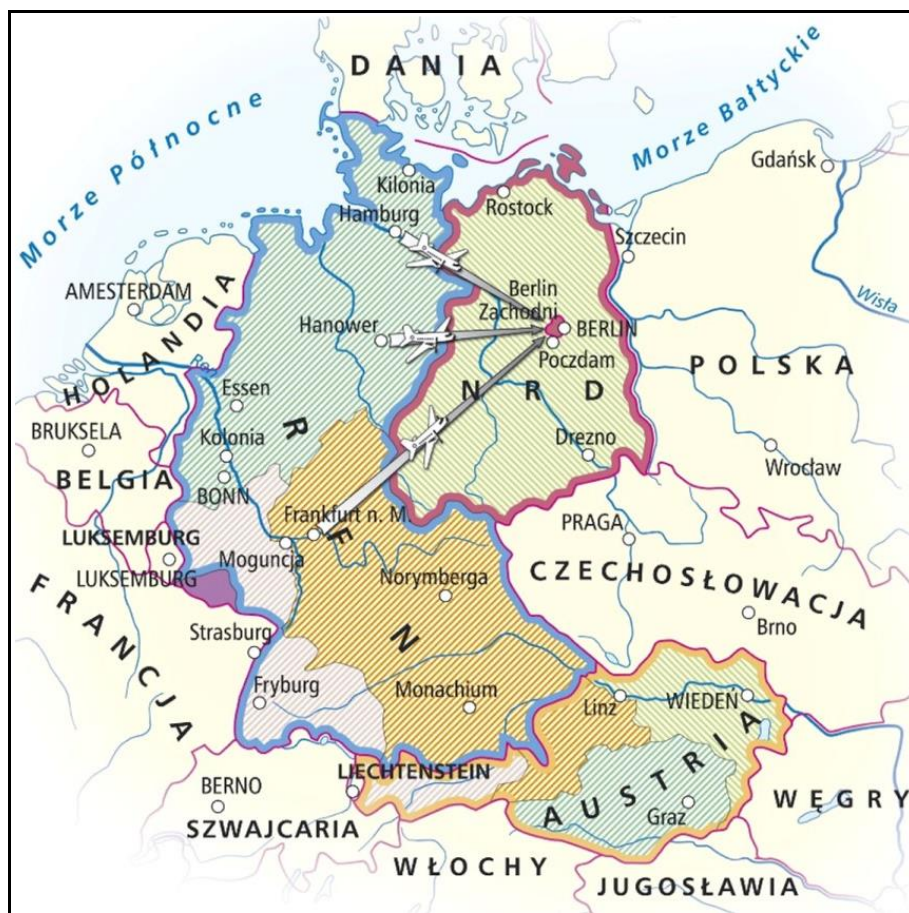 DANIA
Morze Północne
Morze Bałtyckie
Gdańsk
Kilonia
Hamburg
Rostock
Szczecin
Wisła
AMESTERDAM
HOLANDIA
Ren
Hanower
Berlin
Zachodni
BERLIN
Poczdam
POLSKA
NRD
Essen
RFN
BRUKSELA
Kolonia
Drezno
Wrocław
BELGIA
BONN
Frankfurt n. M.
PRAGA
LUKSEMBURG
Moguncja
LUKSEMBURG
CZECHOSŁOWACJA
Norymberga
Brno
FRANCJA
Strasburg
Fryburg
Monachium
Linz
WIEDEŃ
AUSTRIA
LIECHTENSTEIN
BERNO
Graz
WĘGRY
SZWAJCARIA
WŁOCHY
JUGOSŁAWIA